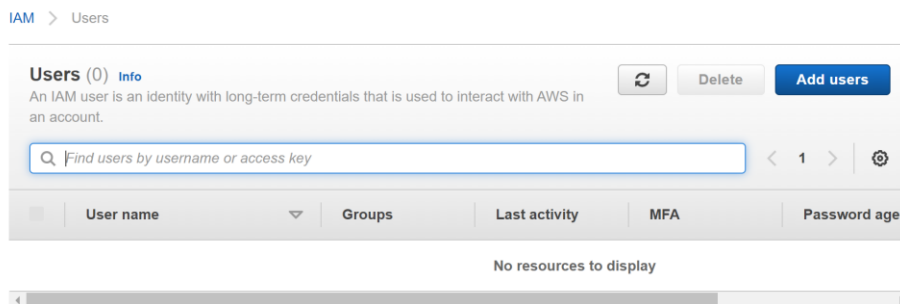 IAM > Users
Users (0) Info
Delete
Add users
An IAM user is an identity with long-term credentials that is used to interact with AWS in
an account.
Find users by username or access key
< 1 >
User name
Groups
Last activity
MFA
Password age
No resources to display